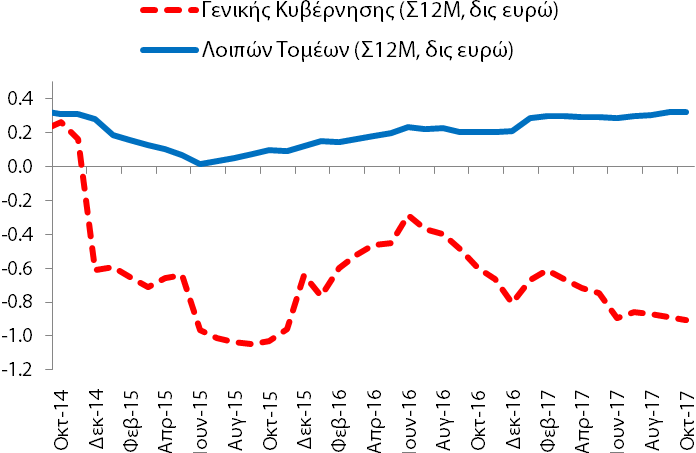 Γενικής Κυβέρνησης (Σ12Μ, δις ευρώ)
Λοιπών Τομέων (Σ12Μ, δις ευρώ)
0.4
0.2
0.0
-0.2
-0.4
-0.6
-0.8
-1.0
-1.2
Οκτ-14
Δεκ-14
Φεβ-15
Απρ-15
Ιουν-15
Αυγ-15
Οκτ-15
Δεκ-15
Φεβ-16
Απρ-16
Ιουν-16
Αυγ-16
Οκτ-16
Δεκ-16
Φεβ-17
Απρ-17
Ιουν-17
Αυγ-17
Οκτ-17